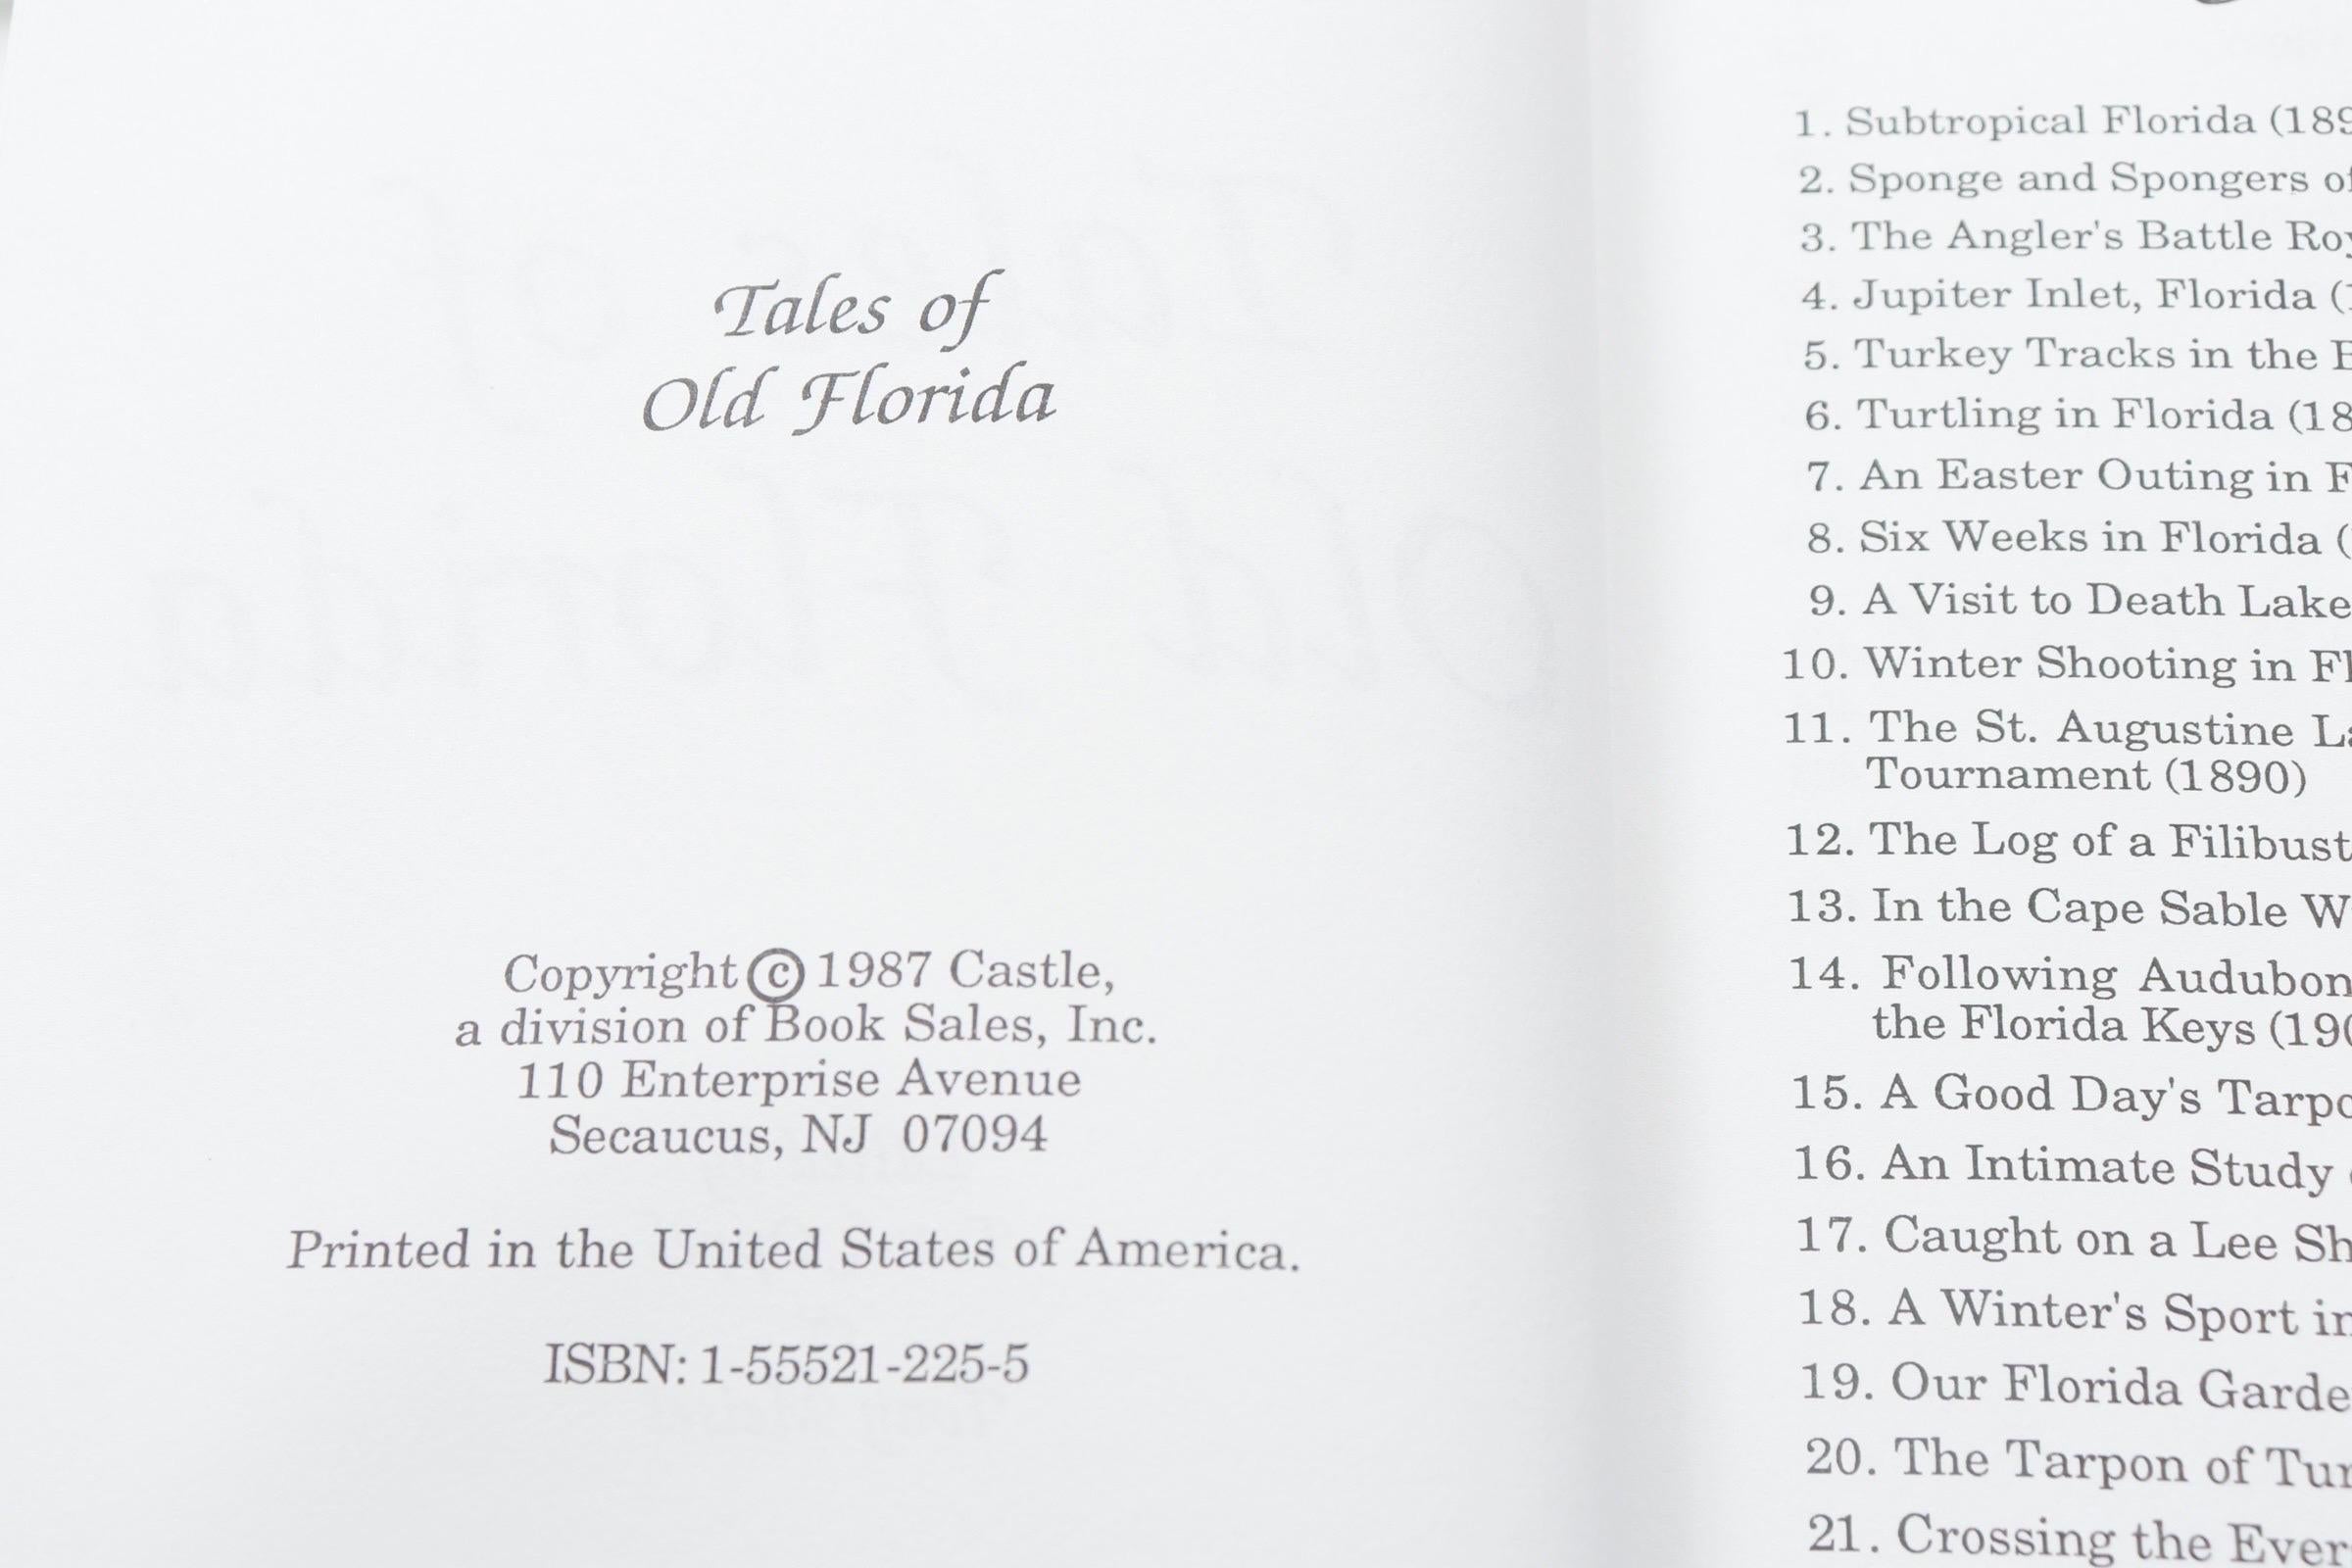 Tales of
Old Florida
Copyright © 1987 Castle,
a division of Book Sales, Inc.
110 Enterprise Avenue
Secaucus, NJ 07094
Printed in the United States of America.
ISBN: 1-55521-225-5
1. Subtropical Florida
2. Sponge and Spongers
3. The Angler's Battle
4. Jupiter Inlet, Florida
5. Turkey Tracks in the
6. Turtling in Florida
7. An Easter Outing in
8. Six Weeks in Florida
9. A Visit to Death Lake
10. Winter Shooting in
11. The St. Augustine
Tournament (1890)
12. The Log of a
13. In the Cape Sable
14. Following Audubon
the Florida Keys
15. A Good Day's
16. An Intimate Study
17. Caught on a Lee
18. A Winter's Sport
19. Our Florida
20. The Tarpon of
21. Crossing the